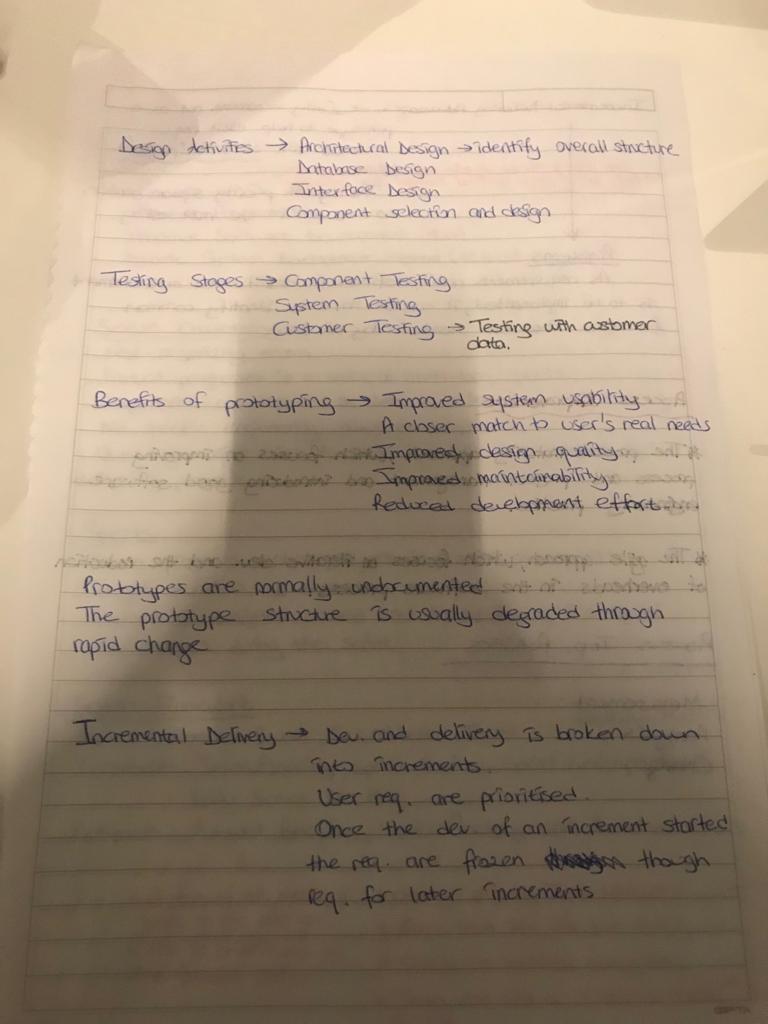 Design Activities → Architectural Design → identify overall structure
Database Design
Interface Design
Component selection and design
Testing Stages → Component Testing
System Testing
Customer Testing → Testing with customer
data.
Benefits of prototyping → Improved system usability
A closer match to user's real needs
Improved design quality
Improved maintainability
Reduced development effort.
Prototypes are normally undocumented
The prototype structure is usually degraded through
rapid change
Incremental Delivery → Dev. and delivery is broken down
into increments.
User req. are prioritised.
Once the dev. of an increment started
the req. are frozen though
req. for later increments